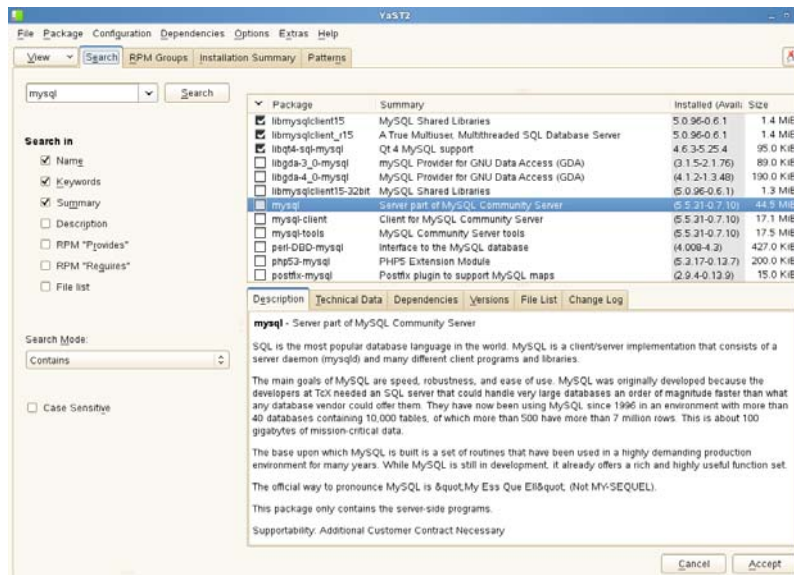 YaST2
File Package Configuration Dependencies Options Extras Help
View Search RPM Groups Installation Summary Patterns
mysql Search
Search in
Name
Keywords
Summary
Description
RPM "Provides"
RPM "Requires"
File list
Search Mode:
Contains
Case Sensitive
Package Summary Installed (Availa Size
libmysqlclient15 MySQL Shared Libraries 5.0.96-0.6.1 1.4 MiB
libmysqlclient_r15 A True Multiuser, Multithreaded SQL Database Server 5.0.96-0.6.1 1.4 MiB
libqt4-sql-mysql Qt 4 MySQL support 4.6.3-5.25.4 95.0 KiB
libgda-3_0-mysql mySQL Provider for GNU Data Access (GDA) (3.1.5-2.1.76) 89.0 KiB
libgda-4_0-mysql mySQL Provider for GNU Data Access (GDA) (4.1.2-1.3.48) 190.0 KiB
libmysqlclient15-32bit MySQL Shared Libraries (5.0.96-0.6.1) 1.3 MiB
mysql Server part of MySQL Community Server (5.5.31-0.7.10) 44.5 MiB
mysql-client Client for MySQL Community Server (5.5.31-0.7.10) 17.1 MiB
mysql-tools MySQL Community Server tools (5.5.31-0.7.10) 17.5 MiB
perl-DBD-mysql Interface to the MySQL database (4.008-4.3) 427.0 KiB
php53-mysql PHP5 Extension Module (5.3.17-0.13.7) 200.0 KiB
postfix-mysql Postfix plugin to support MySQL maps (2.9.4-0.13.9) 15.0 KiB
Description Technical Data Dependencies Versions File List Change Log
mysql - Server part of MySQL Community Server
SQL is the most popular database language in the world. MySQL is a client/server implementation that consists of a
server daemon (mysqld) and many different client programs and libraries.
The main goals of MySQL are speed, robustness, and ease of use. MySQL was originally developed because the
developers at TcX needed an SQL server that could handle very large databases an order of magnitude faster than what
any database vendor could offer them. They have now been using MySQL since 1996 in an environment with more than
40 databases containing 10,000 tables, of which more than 500 have more than 7 million rows. This is about 100
gigabytes of mission-critical data.
The base upon which MySQL is built is a set of routines that have been used in a highly demanding production
environment for many years. While MySQL is still in development, it already offers a rich and highly useful function set.
The official way to pronounce MySQL is &quot;My Ess Que Ell&quot; (Not MY-SEQUEL).
This package only contains the server-side programs.
Supportability: Additional Customer Contract Necessary
Cancel Accept